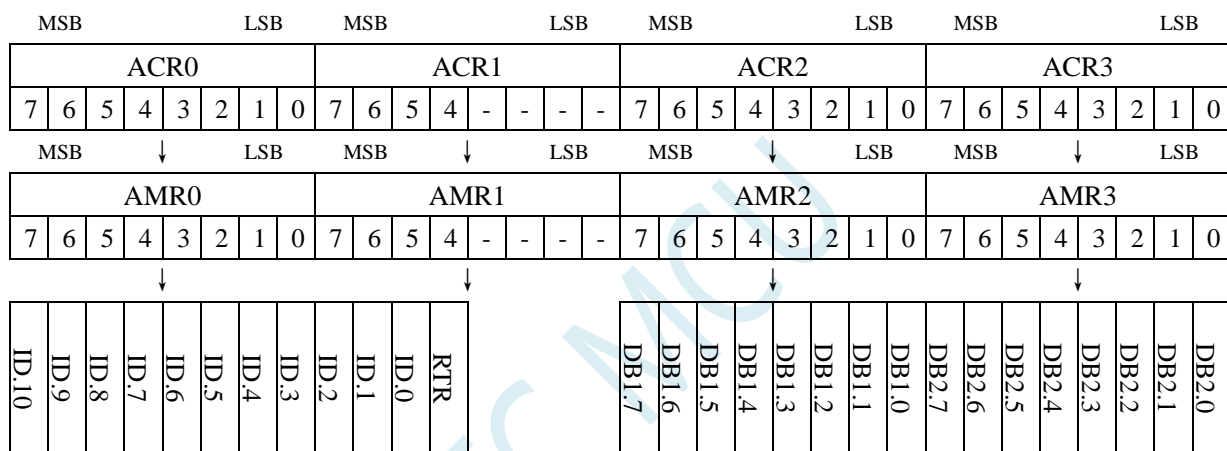 MSB LSB MSB LSB MSB LSB MSB LSB
ACR0 ACR1 ACR2 ACR3
7 6 5 4 3 2 1 0 7 6 5 4 - - - - 7 6 5 4 3 2 1 0 7 6 5 4 3 2 1 0
MSB ↓ LSB MSB ↓ LSB MSB ↓ LSB MSB ↓ LSB
AMR0 AMR1 AMR2 AMR3
7 6 5 4 3 2 1 0 7 6 5 4 - - - - 7 6 5 4 3 2 1 0 7 6 5 4 3 2 1 0
↓ ↓ ↓ ↓
ID.10 ID.9 ID.8 ID.7 ID.6 ID.5 ID.4 ID.3 ID.2 ID.1 ID.0 RTR DB1.7 DB1.6 DB1.5 DB1.4 DB1.3 DB1.2 DB1.1 DB1.0 DB2.7 DB2.6 DB2.5 DB2.4 DB2.3 DB2.2 DB2.1 DB2.0
MCU